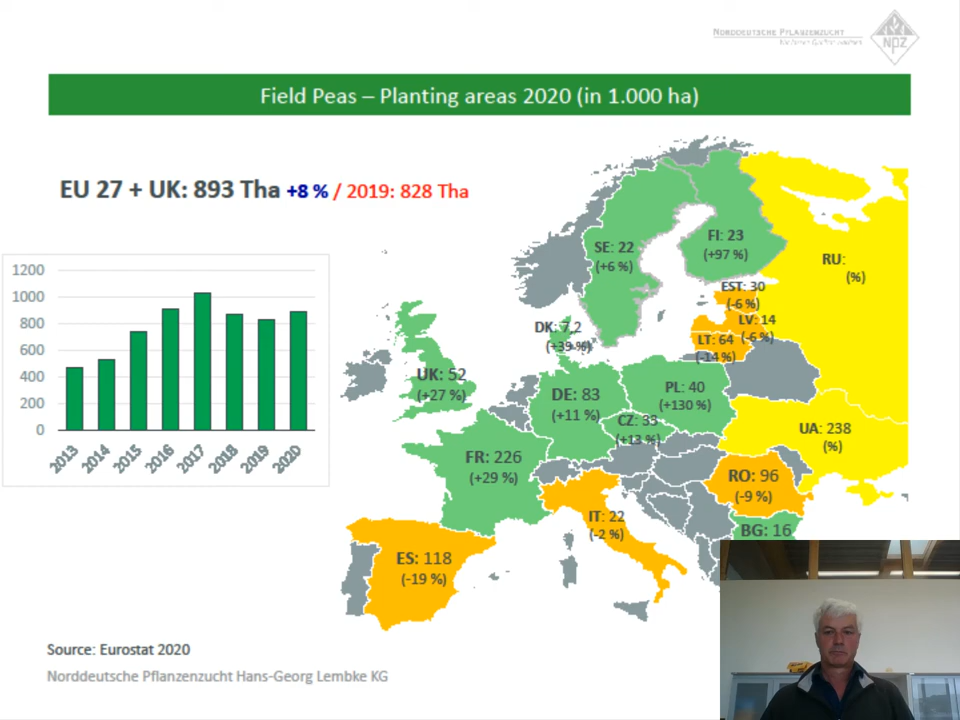 NORDDEUTSCHE PFLANZENZUCHT
NPZ
Field Peas – Planting areas 2020 (in 1.000 ha)
EU 27 + UK: 893 Tha +8 % / 2019: 828 Tha
1200
1000
800
600
400
200
0
2013 2014 2015 2016 2017 2018 2019 2020
SE: 22
(+6 %)
FI: 23
(+97 %)
RU:
(%)
EST: 30
(-6 %)
LV: 14
(-6 %)
LT: 64
(-14 %)
DK: 7,2
(+39 %)
UK: 52
(+27 %)
DE: 83
(+11 %)
PL: 40
(+130 %)
CZ: 33
(+13 %)
UA: 238
(%)
FR: 226
(+29 %)
RO: 96
(-9 %)
IT: 22
(-2 %)
BG: 16
ES: 118
(-19 %)
Source: Eurostat 2020
Norddeutsche Pflanzenzucht Hans-Georg Lembke KG